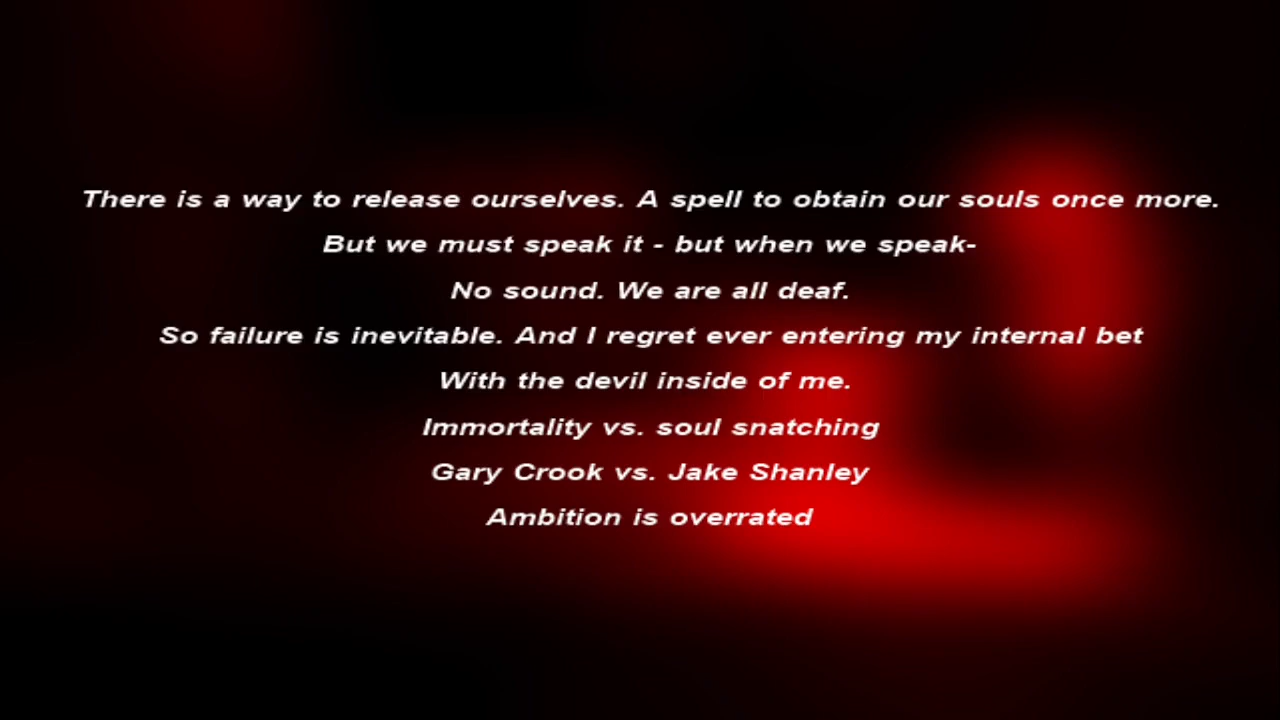 There is a way to release ourselves. A spell to obtain our souls once more.
But we must speak it - but when we speak-
No sound. We are all deaf.
So failure is inevitable. And I regret ever entering my internal bet
With the devil inside of me.
Immortality vs. soul snatching
Gary Crook vs. Jake Shanley
Ambition is overrated